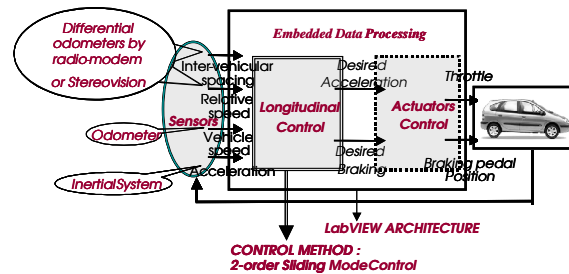 Differential
odometers by
radio-modem
or Stereovision
Odometer
InertialSystem
Sensors
Inter-vehicular
spacing
Relative
speed
Vehicle
speed
Acceleration
Embedded Data Processing
Longitudinal
Control
Desired
Acceleration
Desired
Braking
Actuators
Control
Throttle
Braking pedal
Position
LabVIEW ARCHITECTURE
CONTROL METHOD :
2-order Sliding ModeControl